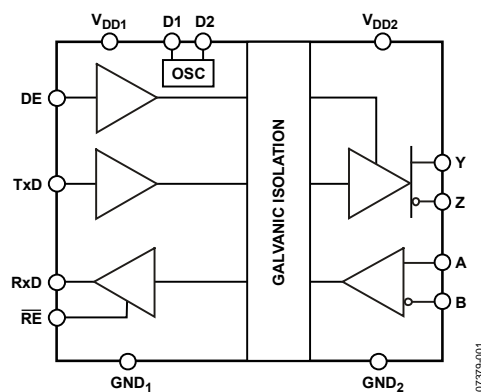 VDD1
D1
D2
VDD2
OSC
DE
TxD
RxD
RE
GALVANIC ISOLATION
Y
Z
A
B
GND1
GND2
07379-001